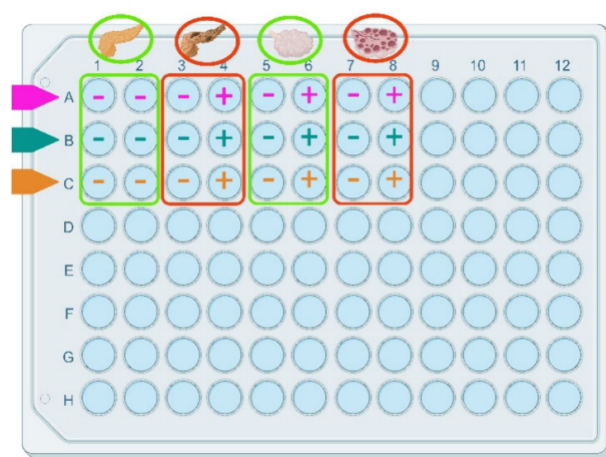 1 2 3 4 5 6 7 8 9 10 11 12
A - - - + - + - +
B - - - + - + - +
C - - - + - + - +
D
E
F
G
H